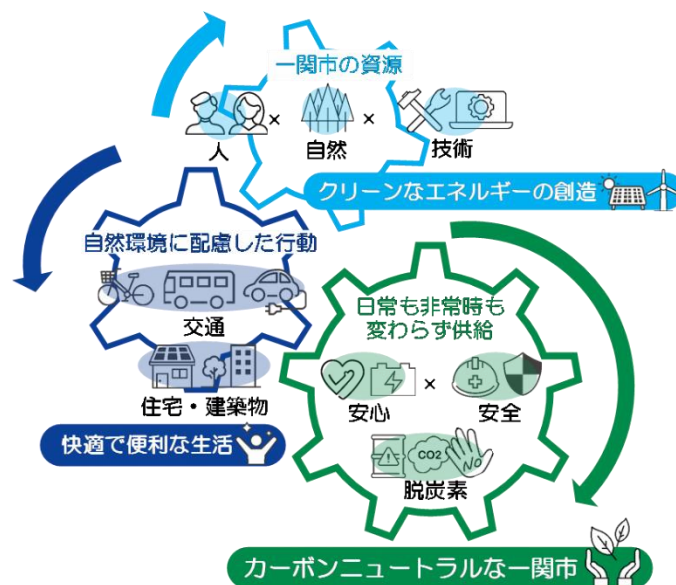 一関市の資源
人 × 自然 × 技術
クリーンなエネルギーの創造
自然環境に配慮した行動
交通
住宅・建築物
快適で便利な生活
日常も非常時も
変わらず供給
安心 × 安全
CO2
NO
脱炭素
カーボンニュートラルな一関市